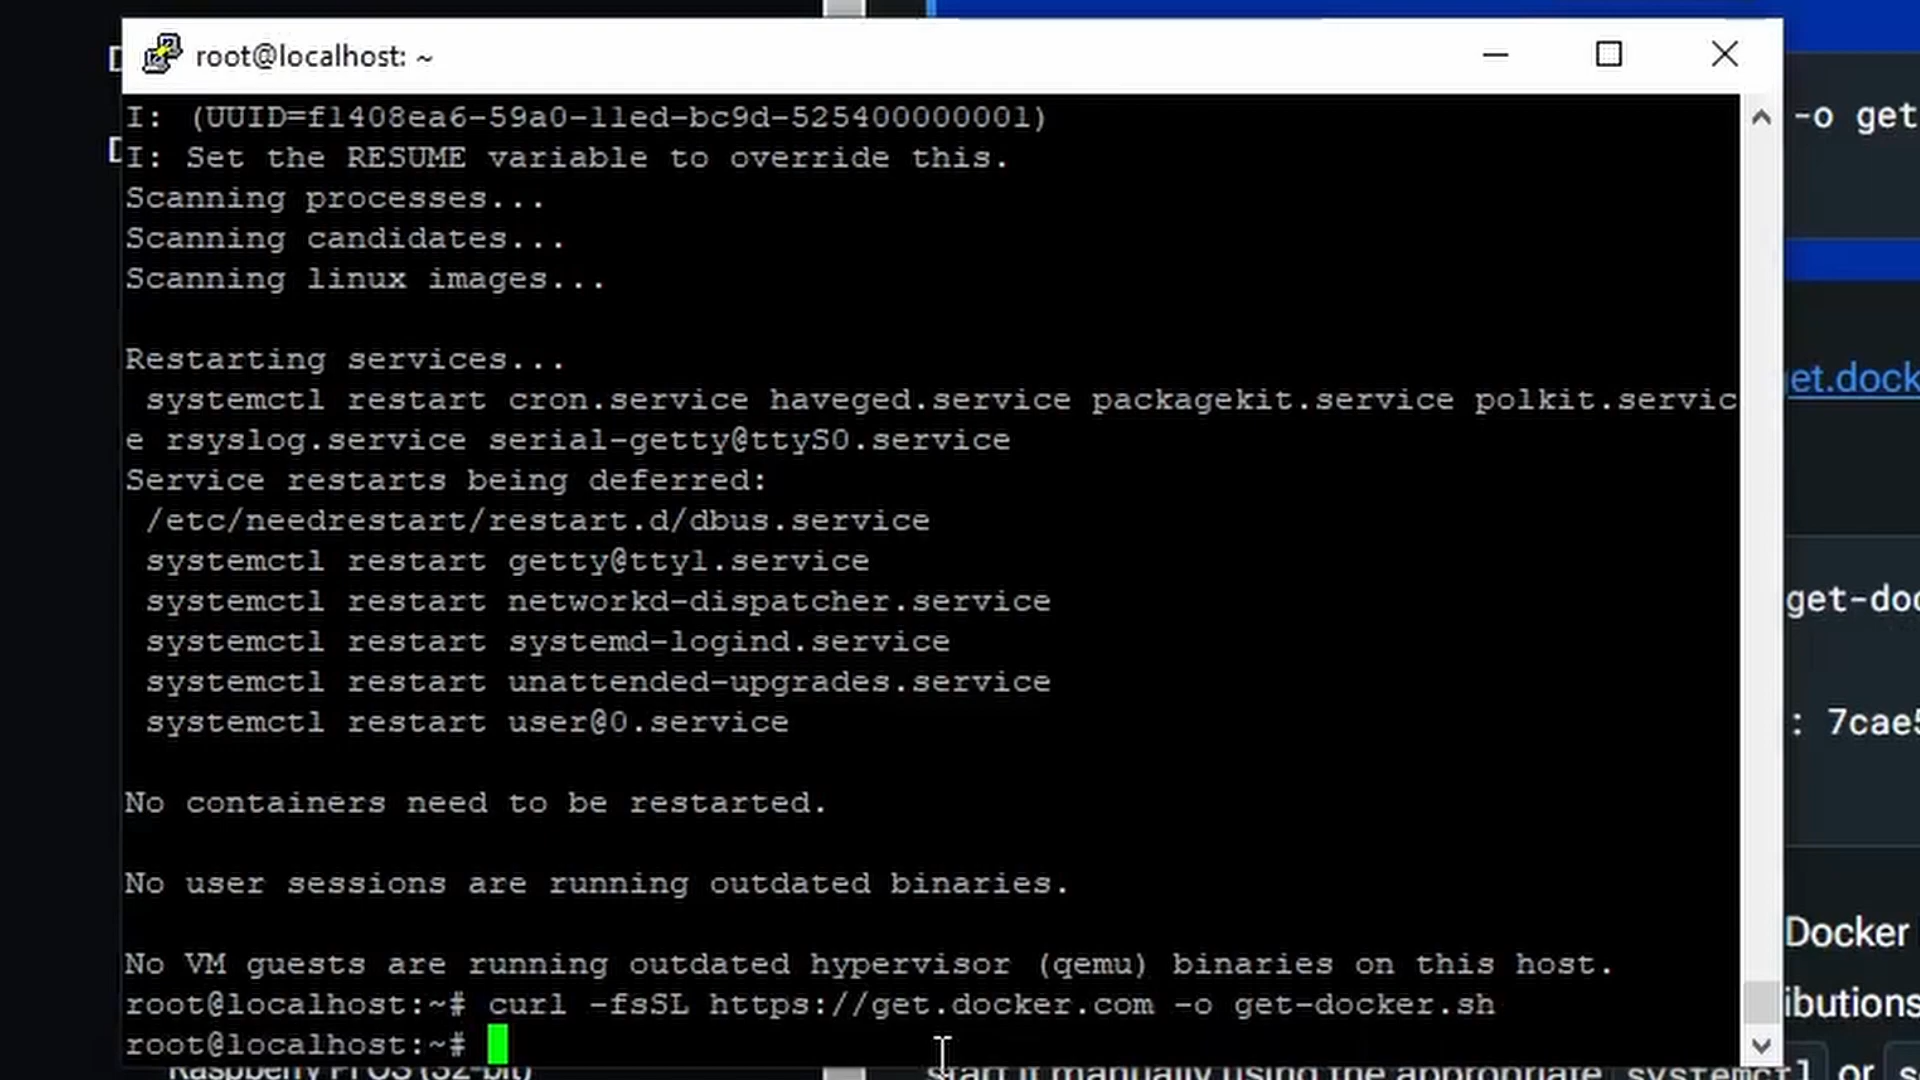 root@localhost: ~
I: (UUID=f1408ea6-59a0-11ed-bc9d-525400000001)
I: Set the RESUME variable to override this.
Scanning processes...
Scanning candidates...
Scanning linux images...
Restarting services...
systemctl restart cron.service haveged.service packagekit.service polkit.servic
e rsyslog.service serial-getty@ttyS0.service
Service restarts being deferred:
/etc/needrestart/restart.d/dbus.service
systemctl restart getty@tty1.service
systemctl restart networkd-dispatcher.service
systemctl restart systemd-logind.service
systemctl restart unattended-upgrades.service
systemctl restart user@0.service
No containers need to be restarted.
No user sessions are running outdated binaries.
No VM guests are running outdated hypervisor (qemu) binaries on this host.
root@localhost:~# curl -fsSL https://get.docker.com -o get-docker.sh
root@localhost:~#
-o get
et.dock
get-doc
: 7cae5
Docker
ibutions
Raspberry Pi OS (32-bit)
start it manually using the appropriate systemctl or s